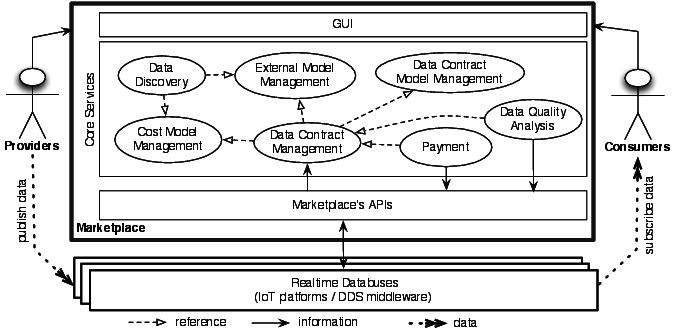 GUI
Core Services
Data
Discovery
External Model
Management
Data Contract
Model Management
Cost Model
Management
Data Contract
Management
Payment
Data Quality
Analysis
Providers
Consumers
publish data
subscribe data
Marketplace's APIs
Marketplace
Realtime Databuses
(IoT platforms / DDS middleware)
reference
information
data